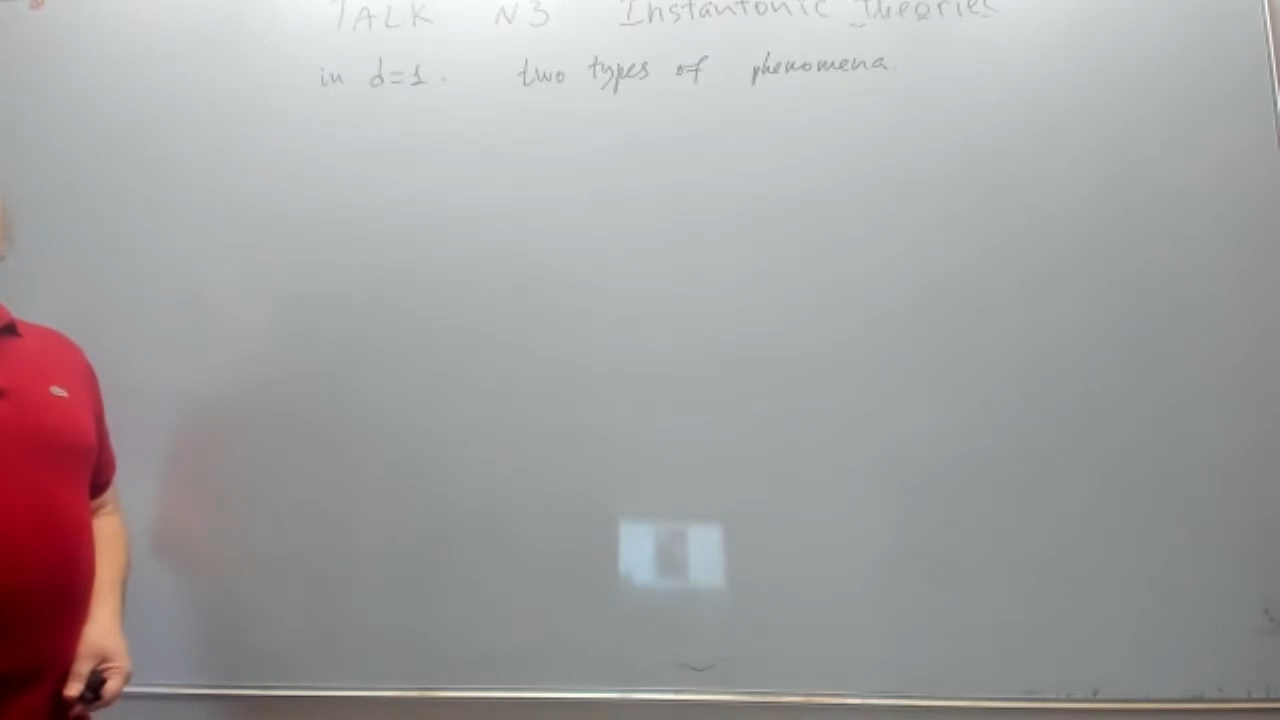 TALK N3 Instantonic Theories
in d=1. two types of phenomena.